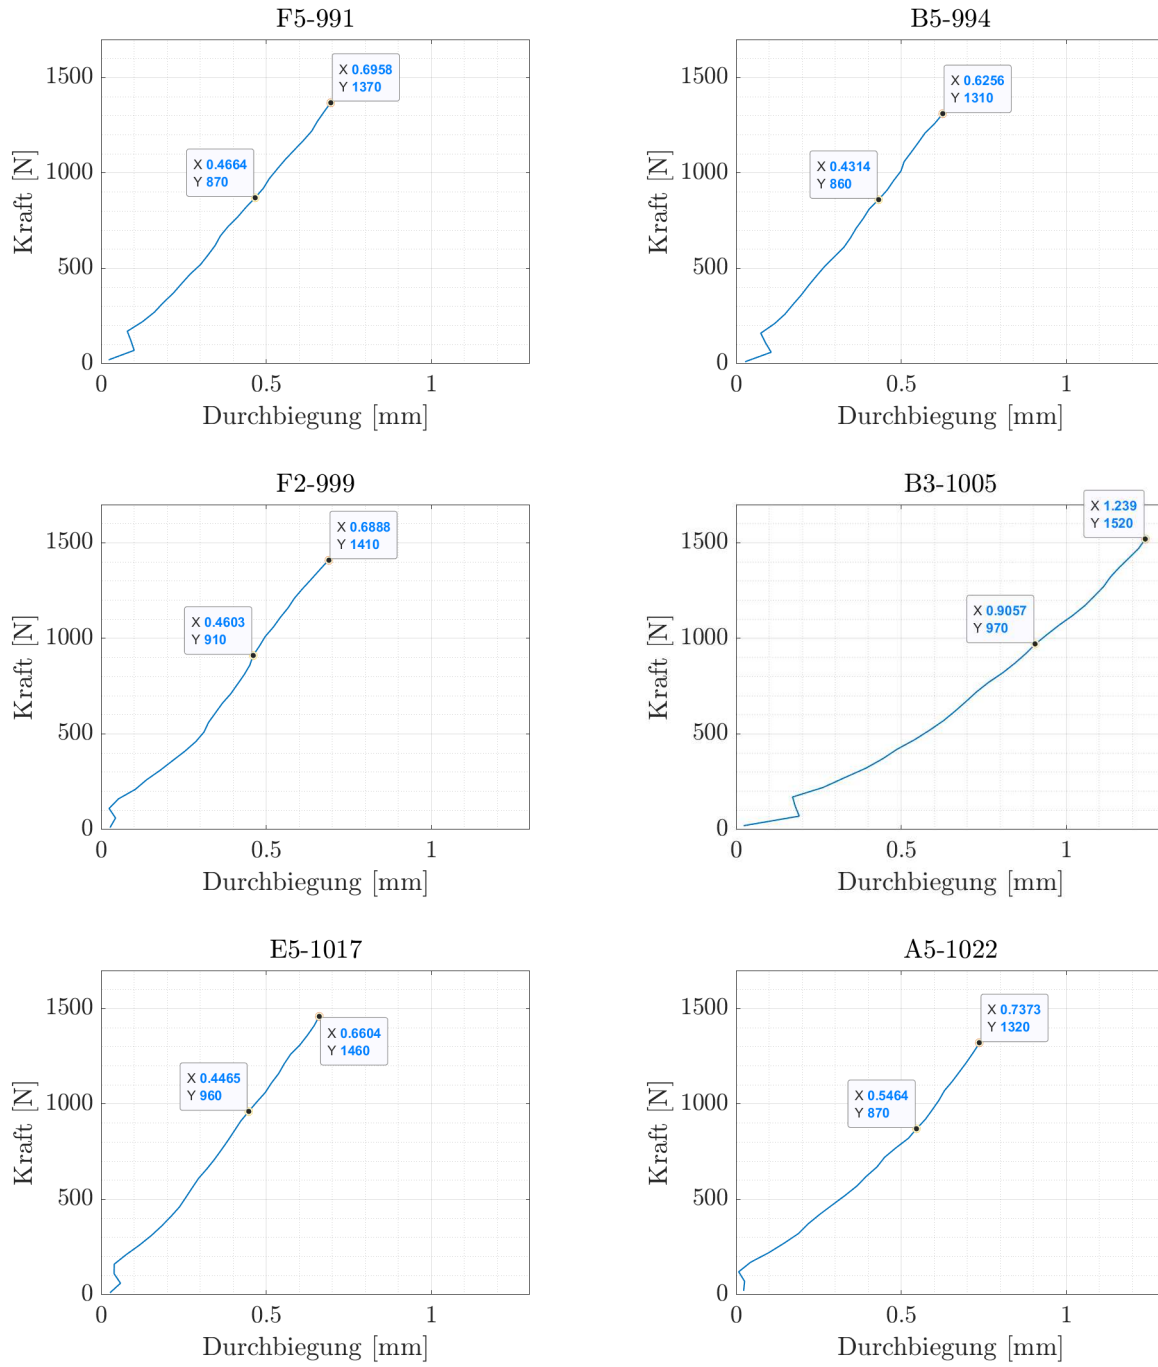 F5-991
X 0.6958
Y 1370
X 0.4664
Y 870
1500
1000
500
0
Kraft [N]
0
0.5
1
Durchbiegung [mm]
B5-994
X 0.6256
Y 1310
X 0.4314
Y 860
1500
1000
500
0
Kraft [N]
0
0.5
1
Durchbiegung [mm]
F2-999
X 0.6888
Y 1410
X 0.4603
Y 910
1500
1000
500
0
Kraft [N]
0
0.5
1
Durchbiegung [mm]
B3-1005
X 1.239
Y 1520
X 0.9057
Y 970
1500
1000
500
0
Kraft [N]
0
0.5
1
Durchbiegung [mm]
E5-1017
X 0.6604
Y 1460
X 0.4465
Y 960
1500
1000
500
0
Kraft [N]
0
0.5
1
Durchbiegung [mm]
A5-1022
X 0.7373
Y 1320
X 0.5464
Y 870
1500
1000
500
0
Kraft [N]
0
0.5
1
Durchbiegung [mm]